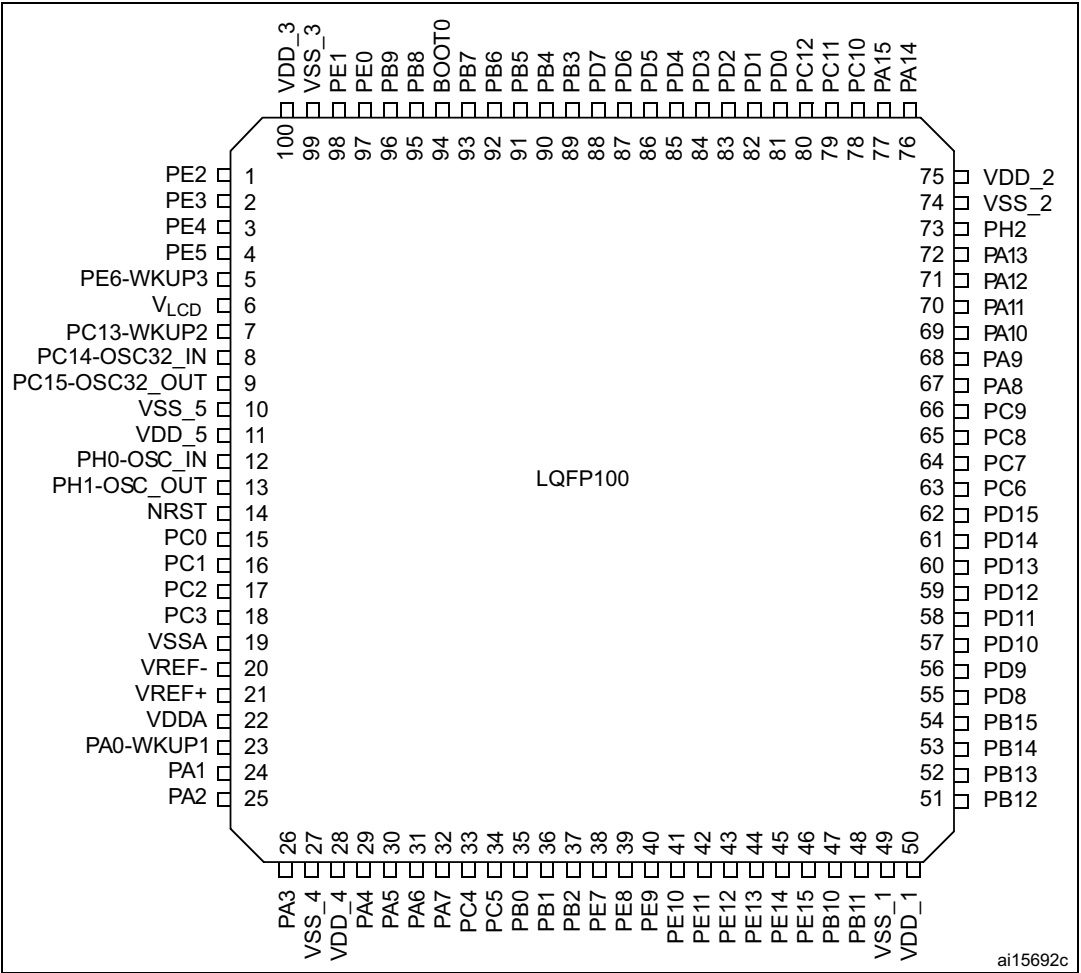 VDD_3
VSS_3
PE1
PE0
PB9
PB8
BOOT0
PB7
PB6
PB5
PB4
PB3
PD7
PD6
PD5
PD4
PD3
PD2
PD1
PD0
PC12
PC11
PC10
PA15
PA14
100
99
98
97
96
95
94
93
92
91
90
89
88
87
86
85
84
83
82
81
80
79
78
77
76
PE2 1
PE3 2
PE4 3
PE5 4
PE6-WKUP3 5
VLCD 6
PC13-WKUP2 7
PC14-OSC32_IN 8
PC15-OSC32_OUT 9
VSS_5 10
VDD_5 11
PH0-OSC_IN 12
PH1-OSC_OUT 13
NRST 14
PC0 15
PC1 16
PC2 17
PC3 18
VSSA 19
VREF- 20
VREF+ 21
VDDA 22
PA0-WKUP1 23
PA1 24
PA2 25
LQFP100
75 VDD_2
74 VSS_2
73 PH2
72 PA13
71 PA12
70 PA11
69 PA10
68 PA9
67 PA8
66 PC9
65 PC8
64 PC7
63 PC6
62 PD15
61 PD14
60 PD13
59 PD12
58 PD11
57 PD10
56 PD9
55 PD8
54 PB15
53 PB14
52 PB13
51 PB12
26
27
28
29
30
31
32
33
34
35
36
37
38
39
40
41
42
43
44
45
46
47
48
49
50
PA3
VSS_4
VDD_4
PA4
PA5
PA6
PA7
PC4
PC5
PB0
PB1
PB2
PE7
PE8
PE9
PE10
PE11
PE12
PE13
PE14
PE15
PB10
PB11
VSS_1
VDD_1
ai15692c